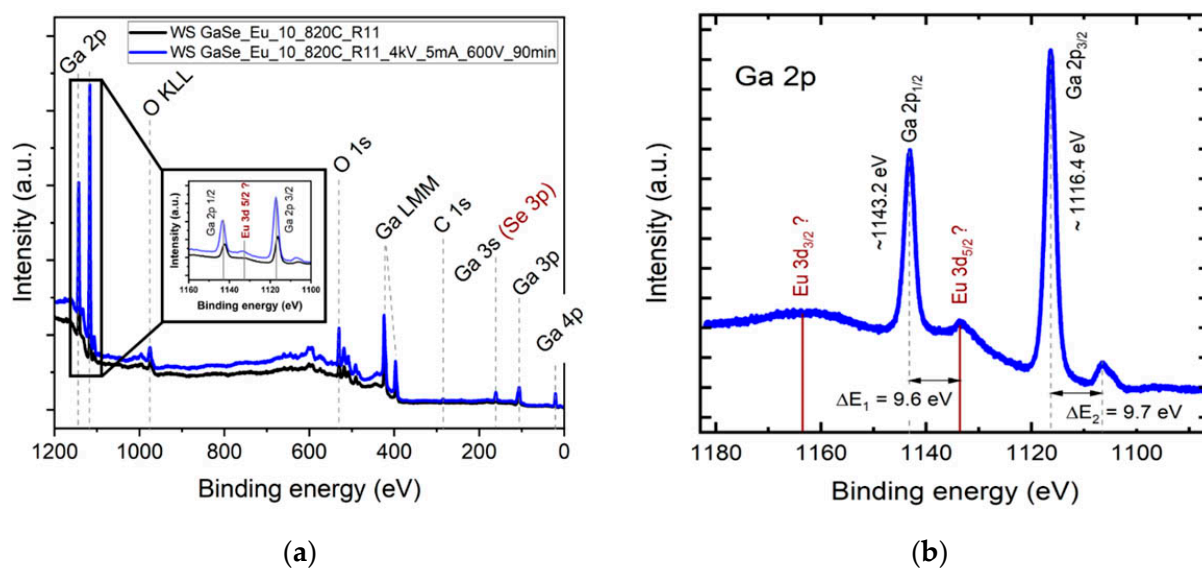 WS GaSe_Eu_10_820C_R11
WS GaSe_Eu_10_820C_R11_4kV_5mA_600V_90min
Ga 2p
O KLL
O 1s
Ga LMM
C 1s
Ga 3s (Se 3p)
Ga 3p
Ga 4p
Intensity (a.u.)
Ga 2p 1/2
Eu 3d 5/2 ?
Ga 2p 3/2
Intensity (a.u.)
1160 1140 1120 1100
Binding energy (eV)
1200 1000 800 600 400 200 0
Binding energy (eV)
(a)
Ga 2p
Intensity (a.u.)
Eu 3d3/2 ?
~1143.2 eV
Ga 2p1/2
Eu 3d5/2 ?
~ 1116.4 eV
Ga 2p3/2
ΔE1 = 9.6 eV
ΔE2 = 9.7 eV
1180 1160 1140 1120 1100
Binding energy (eV)
(b)